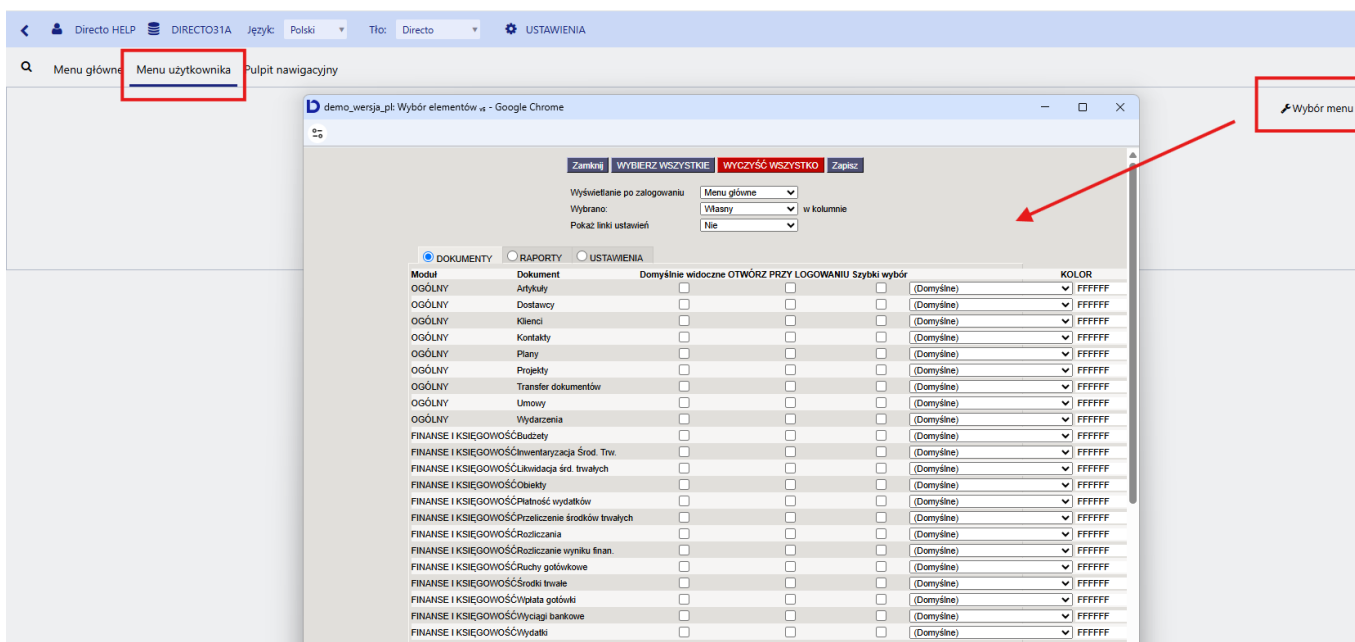 Directo HELP DIRECTO31A Język: Polski Tło: Directo USTAWIENIA
Menu główne Menu użytkownika Pulpit nawigacyjny
Wybór menu
demo_wersja_pl: Wybór elementów v6 - Google Chrome
Zamknij WYBIERZ WSZYSTKIE WYCZYŚĆ WSZYSTKO Zapisz
Wyświetlanie po zalogowaniu Menu główne
Wybrano: Własny w kolumnie
Pokaż linki ustawień Nie
DOKUMENTY RAPORTY USTAWIENIA
Moduł Dokument Domyślnie widoczne OTWÓRZ PRZY LOGOWANIU Szybki wybór KOLOR
OGÓLNY Artykuły (Domyślne) FFFFFF
OGÓLNY Dostawcy (Domyślne) FFFFFF
OGÓLNY Klienci (Domyślne) FFFFFF
OGÓLNY Kontakty (Domyślne) FFFFFF
OGÓLNY Plany (Domyślne) FFFFFF
OGÓLNY Projekty (Domyślne) FFFFFF
OGÓLNY Transfer dokumentów (Domyślne) FFFFFF
OGÓLNY Umowy (Domyślne) FFFFFF
OGÓLNY Wydarzenia (Domyślne) FFFFFF
FINANSE I KSIĘGOWOŚĆ Budżety (Domyślne) FFFFFF
FINANSE I KSIĘGOWOŚĆ Inwentaryzacja Środ. Trw. (Domyślne) FFFFFF
FINANSE I KSIĘGOWOŚĆ Likwidacja śrd. trwałych (Domyślne) FFFFFF
FINANSE I KSIĘGOWOŚĆ Obiekty (Domyślne) FFFFFF
FINANSE I KSIĘGOWOŚĆ Płatność wydatków (Domyślne) FFFFFF
FINANSE I KSIĘGOWOŚĆ Przeliczenie środków trwałych (Domyślne) FFFFFF
FINANSE I KSIĘGOWOŚĆ Rozliczania (Domyślne) FFFFFF
FINANSE I KSIĘGOWOŚĆ Rozliczanie wyniku finan. (Domyślne) FFFFFF
FINANSE I KSIĘGOWOŚĆ Ruchy gotówkowe (Domyślne) FFFFFF
FINANSE I KSIĘGOWOŚĆ Środki trwałe (Domyślne) FFFFFF
FINANSE I KSIĘGOWOŚĆ Wpłata gotówki (Domyślne) FFFFFF
FINANSE I KSIĘGOWOŚĆ Wyciągi bankowe (Domyślne) FFFFFF
FINANSE I KSIĘGOWOŚĆ Wydatki (Domyślne) FFFFFF